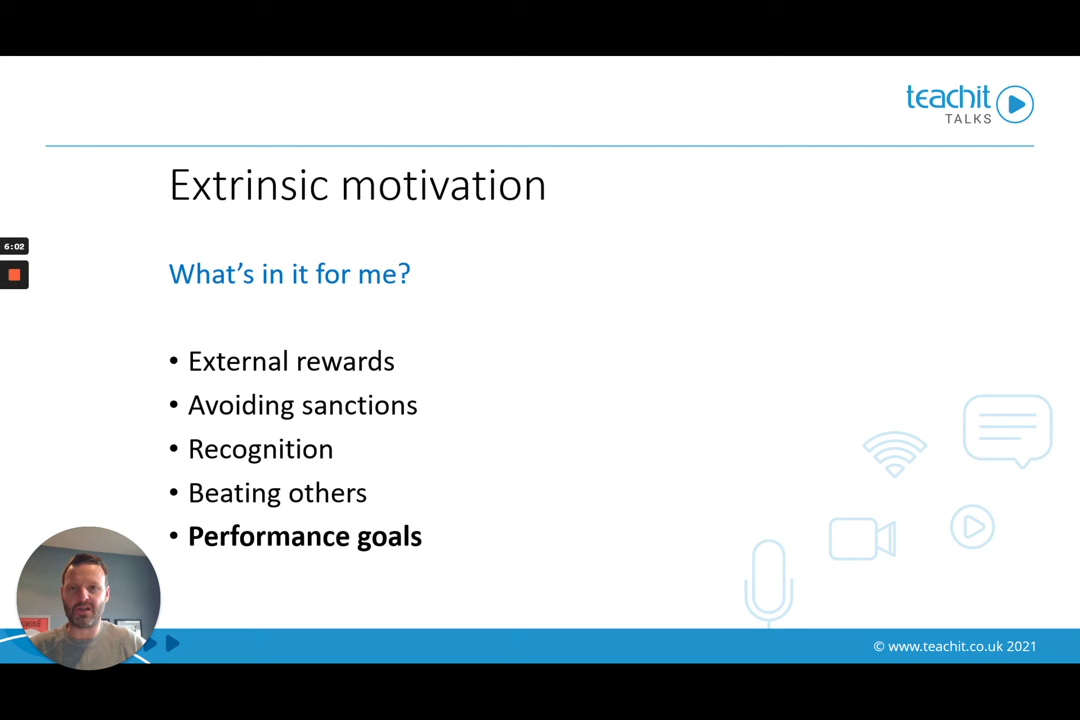 teachit
TALKS
Extrinsic motivation
6:02
What's in it for me?
• External rewards
• Avoiding sanctions
• Recognition
• Beating others
• Performance goals
© www.teachit.co.uk 2021